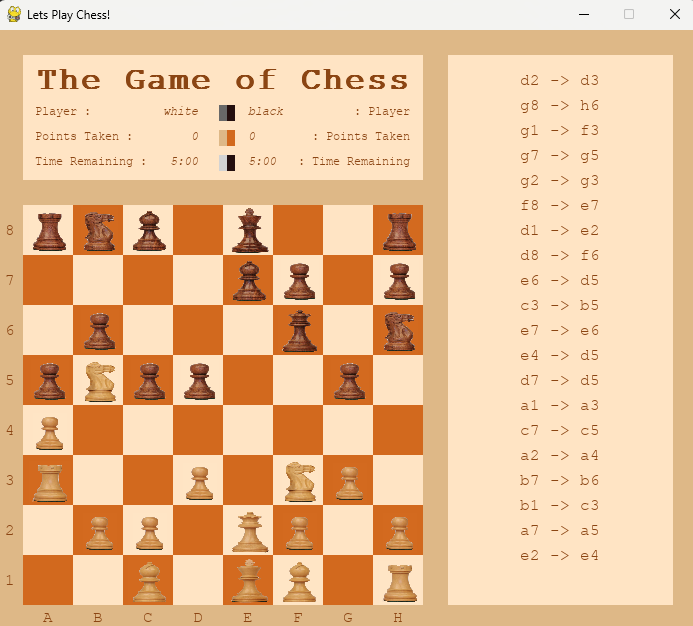 Lets Play Chess!
The Game of Chess
Player : white black : Player
Points Taken : 0 0 : Points Taken
Time Remaining : 5:00 5:00 : Time Remaining
8
7
6
5
4
3
2
1
A B C D E F G H
d2 -> d3
g8 -> h6
g1 -> f3
g7 -> g5
g2 -> g3
f8 -> e7
d1 -> e2
d8 -> f6
e6 -> d5
c3 -> b5
e7 -> e6
e4 -> d5
d7 -> d5
a1 -> a3
c7 -> c5
a2 -> a4
b7 -> b6
b1 -> c3
a7 -> a5
e2 -> e4